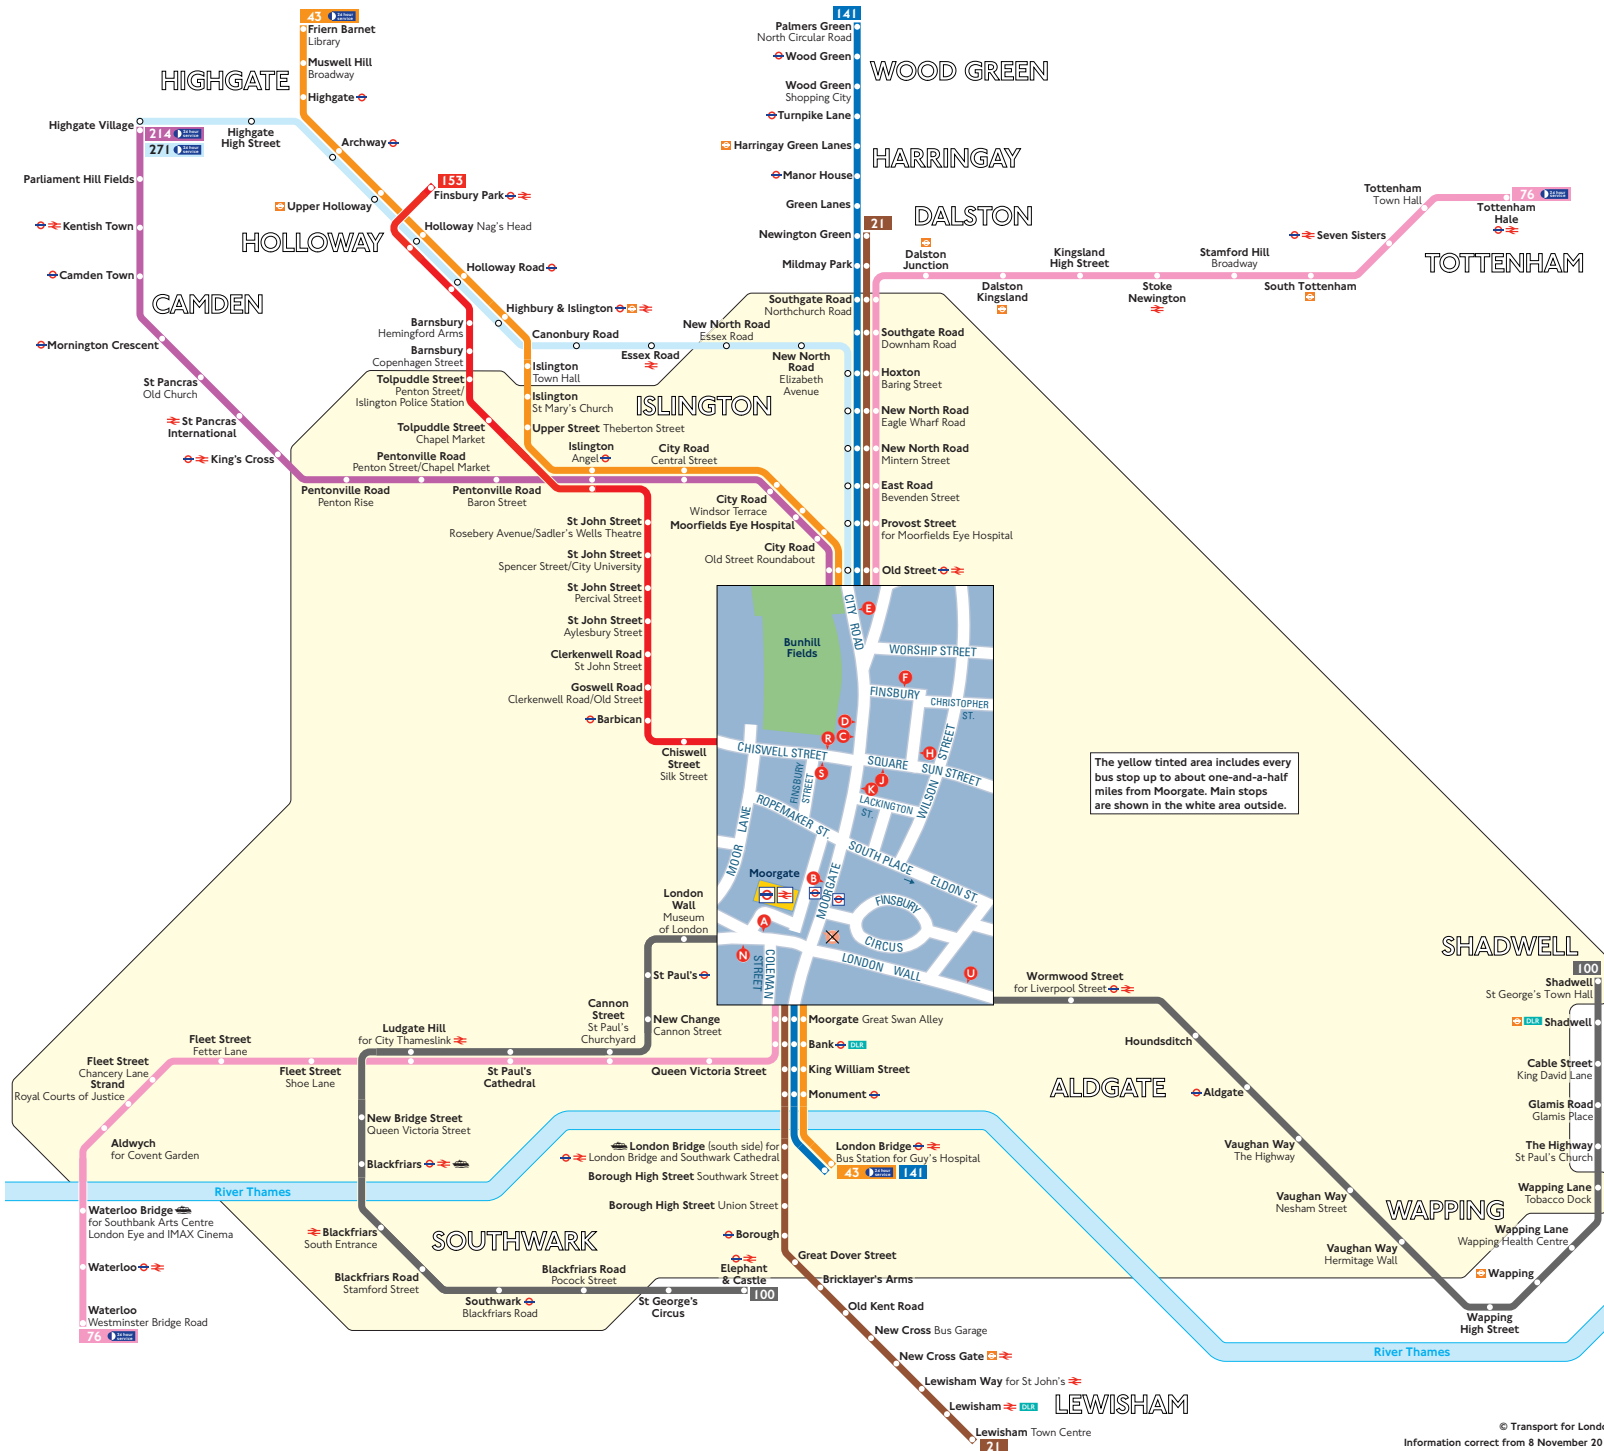 43 24 hour service
Friern Barnet
Library
Muswell Hill
Broadway
Highgate
HIGHGATE
Highgate Village
214 24 hour service
271 24 hour service
Highgate
High Street
Archway
Parliament Hill Fields
Upper Holloway
153
Finsbury Park
Holloway Nag's Head
HOLLOWAY
Kentish Town
Holloway Road
Camden Town
CAMDEN
Highbury & Islington
Mornington Crescent
Barnsbury
Hemingford Arms
Barnsbury
Copenhagen Street
Tolpuddle Street
Penton Street/
Islington Police Station
Tolpuddle Street
Chapel Market
St Pancras
Old Church
St Pancras
International
King's Cross
Canonbury Road
Essex Road
New North Road
Essex Road
New North
Road
Elizabeth
Avenue
Islington
Town Hall
Islington
St Mary's Church
Upper Street Theberton Street
ISLINGTON
Pentonville Road
Penton Street/Chapel Market
Pentonville Road
Penton Rise
Pentonville Road
Baron Street
Islington
Angel
City Road
Central Street
City Road
Windsor Terrace
Moorfields Eye Hospital
City Road
Old Street Roundabout
St John Street
Rosebery Avenue/Sadler's Wells Theatre
St John Street
Spencer Street/City University
St John Street
Percival Street
St John Street
Aylesbury Street
Clerkenwell Road
St John Street
Goswell Road
Clerkenwell Road/Old Street
Barbican
Chiswell
Street
Silk Street
141
Palmers Green
North Circular Road
Wood Green
Wood Green
Shopping City
Turnpike Lane
Harringay Green Lanes
Manor House
Green Lanes
Newington Green
Mildmay Park
Southgate Road
Northchurch Road
WOOD GREEN
HARRINGAY
DALSTON
21
Dalston
Junction
Dalston
Kingsland
Kingsland
High Street
Stoke
Newington
Stamford Hill
Broadway
South Tottenham
Seven Sisters
Tottenham
Town Hall
76 24 hour service
Tottenham
Hale
TOTTENHAM
Southgate Road
Downham Road
Hoxton
Baring Street
New North Road
Eagle Wharf Road
New North Road
Mintern Street
East Road
Bevenden Street
Provost Street
for Moorfields Eye Hospital
Old Street
CITY ROAD
E
Bunhill
Fields
WORSHIP STREET
F
FINSBURY
CHRISTOPHER
ST.
D
C
R
CHISWELL STREET
SQUARE
H
SUN STREET
S
J
K
FINSBURY
STREET
LACKINGTON
ST.
WILSON STREET
ROPEMAKER ST.
MOOR LANE
SOUTH PLACE
ELDON ST.
Moorgate
B
MOORGATE
FINSBURY
CIRCUS
A
N
COLEMAN
STREET
LONDON WALL
U
The yellow tinted area includes every
bus stop up to about one-and-a-half
miles from Moorgate. Main stops
are shown in the white area outside.
London
Wall
Museum
of London
St Paul's
New Change
Cannon Street
Cannon
Street
St Paul's
Churchyard
Ludgate Hill
for City Thameslink
St Paul's
Cathedral
Queen Victoria Street
Fleet Street
Fetter Lane
Fleet Street
Shoe Lane
Fleet Street
Chancery Lane
Strand
Royal Courts of Justice
Aldwych
for Covent Garden
New Bridge Street
Queen Victoria Street
Blackfriars
River Thames
Waterloo Bridge
for Southbank Arts Centre
London Eye and IMAX Cinema
Waterloo
Waterloo
Westminster Bridge Road
76 24 hour service
Blackfriars
South Entrance
SOUTHWARK
Blackfriars Road
Stamford Street
Southwark
Blackfriars Road
Blackfriars Road
Pocock Street
St George's
Circus
Elephant
& Castle
100
Moorgate Great Swan Alley
Bank DLR
King William Street
Monument
London Bridge (south side) for
London Bridge and Southwark Cathedral
London Bridge
Bus Station for Guy's Hospital
43 24 hour service 141
Borough High Street Southwark Street
Borough High Street Union Street
Borough
Great Dover Street
Bricklayer's Arms
Old Kent Road
New Cross Bus Garage
New Cross Gate
Lewisham Way for St John's
Lewisham DLR
LEWISHAM
Lewisham Town Centre
21
Wormwood Street
for Liverpool Street
Houndsditch
ALDGATE
Aldgate
Vaughan Way
The Highway
Vaughan Way
Nesham Street
Vaughan Way
Hermitage Wall
WAPPING
Wapping
High Street
Wapping
Wapping Lane
Wapping Health Centre
Wapping Lane
Tobacco Dock
The Highway
St Paul's Church
Glamis Road
Glamis Place
Cable Street
King David Lane
DLR Shadwell
Shadwell
St George's Town Hall
100
SHADWELL
River Thames
© Transport for Londo
Information correct from 8 November 20